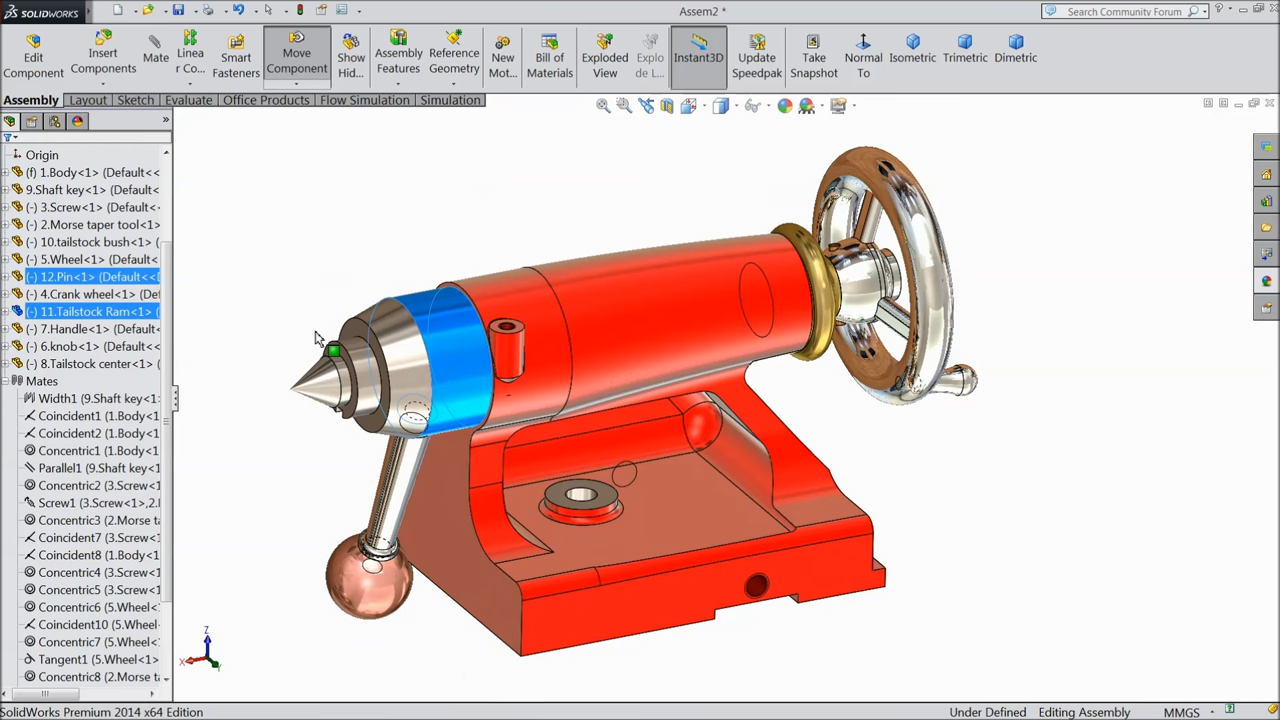 SOLIDWORKS
Assem2 *
Search Community Forum
Edit Component
Insert Components
Mate
Linea r Co...
Smart Fasteners
Move Component
Show Hid...
Assembly Features
Reference Geometry
New Mot...
Bill of Materials
Exploded View
Explo de L...
Instant3D
Update Speedpak
Take Snapshot
Normal To
Isometric
Trimetric
Dimetric
Assembly Layout Sketch Evaluate Office Products Flow Simulation Simulation
Origin
(f) 1.Body<1> (Default<<
9.Shaft key<1> (Default<
(-) 3.Screw<1> (Default<
(-) 2.Morse taper tool<1> (
(-) 10.tailstock bush<1> (
(-) 5.Wheel<1> (Default<
(-) 12.Pin<1> (Default<<
(-) 4.Crank wheel<1> (Def
(-) 11.Tailstock Ram<1> (
(-) 7.Handle<1> (Default<
(-) 6.knob<1> (Default<<
(-) 8.Tailstock center<1> (
Mates
Width1 (9.Shaft key<1>
Coincident1 (1.Body<1
Coincident2 (1.Body<1
Concentric1 (1.Body<1>
Parallel1 (9.Shaft key<1
Concentric2 (1.Body<1>
Screw1 (3.Screw<1>,2.
Concentric3 (2.Morse ta
Coincident7 (3.Screw<1
Coincident8 (1.Body<1
Concentric4 (3.Screw<1
Concentric5 (3.Screw<1
Concentric6 (5.Wheel<
Coincident10 (5.Wheel
Concentric7 (5.Wheel<
Tangent1 (5.Wheel<1>
Concentric8 (2.Morse ta
Z
X
Y
SolidWorks Premium 2014 x64 Edition
Under Defined
Editing Assembly
MMGS